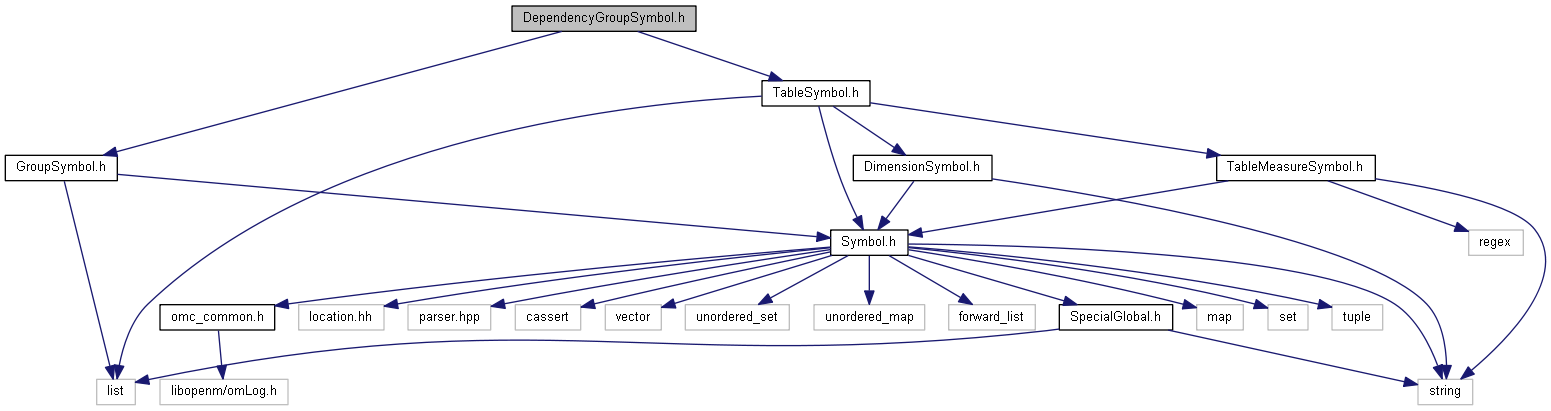 DependencyGroupSymbol.h
TableSymbol.h
GroupSymbol.h
DimensionSymbol.h
TableMeasureSymbol.h
Symbol.h
regex
omc_common.h
location.hh
parser.hpp
cassert
vector
unordered_set
unordered_map
forward_list
SpecialGlobal.h
map
set
tuple
list
libopenm/omLog.h
string